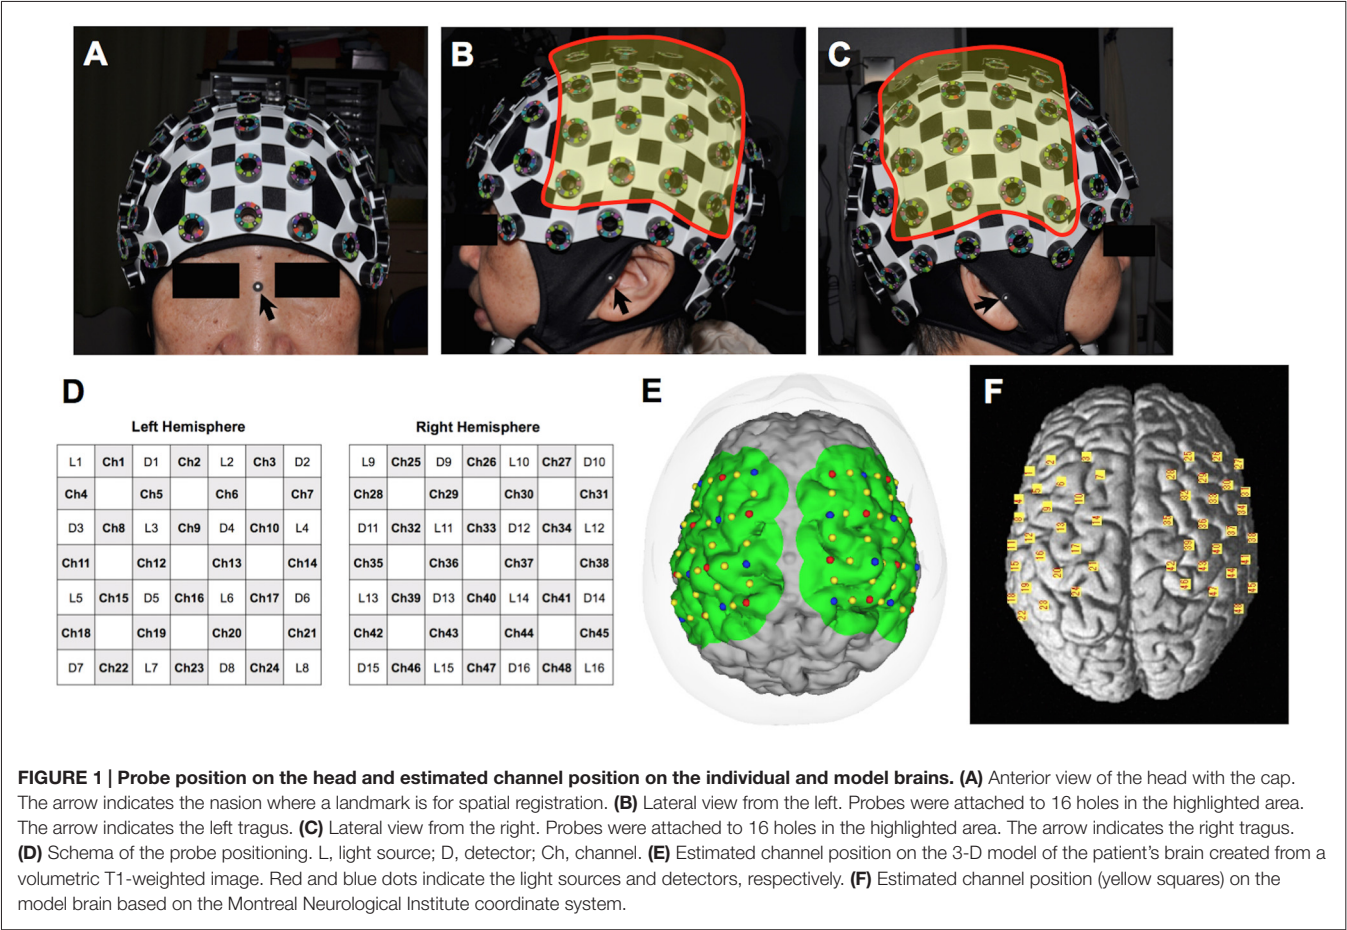 A
B
C
D
Left Hemisphere
L1 Ch1 D1 Ch2 L2 Ch3 D2
Ch4 Ch5 Ch6 Ch7
D3 Ch8 L3 Ch9 D4 Ch10 L4
Ch11 Ch12 Ch13 Ch14
L5 Ch15 D5 Ch16 L6 Ch17 D6
Ch18 Ch19 Ch20 Ch21
D7 Ch22 L7 Ch23 D8 Ch24 L8
Right Hemisphere
L9 Ch25 D9 Ch26 L10 Ch27 D10
Ch28 Ch29 Ch30 Ch31
D11 Ch32 L11 Ch33 D12 Ch34 L12
Ch35 Ch36 Ch37 Ch38
L13 Ch39 D13 Ch40 L14 Ch41 D14
Ch42 Ch43 Ch44 Ch45
D15 Ch46 L15 Ch47 D16 Ch48 L16
E
F
FIGURE 1 | Probe position on the head and estimated channel position on the individual and model brains. (A) Anterior view of the head with the cap.
The arrow indicates the nasion where a landmark is for spatial registration. (B) Lateral view from the left. Probes were attached to 16 holes in the highlighted area.
The arrow indicates the left tragus. (C) Lateral view from the right. Probes were attached to 16 holes in the highlighted area. The arrow indicates the right tragus.
(D) Schema of the probe positioning. L, light source; D, detector; Ch, channel. (E) Estimated channel position on the 3-D model of the patient's brain created from a
volumetric T1-weighted image. Red and blue dots indicate the light sources and detectors, respectively. (F) Estimated channel position (yellow squares) on the
model brain based on the Montreal Neurological Institute coordinate system.